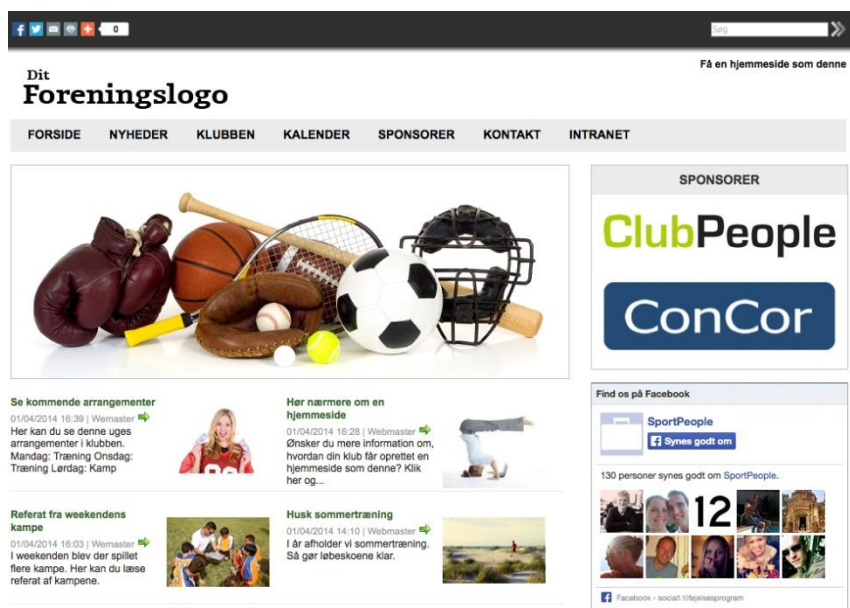 0
Søg
Få en hjemmeside som denne
Dit
Foreningslogo
FORSIDE NYHEDER KLUBBEN KALENDER SPONSORER KONTAKT INTRANET
SPONSORER
ClubPeople
ConCor
Se kommende arrangementer
01/04/2014 16:39 | Wemaster
Her kan du se denne uges
arrangementer i klubben.
Mandag: Træning Onsdag:
Træning Lørdag: Kamp
Hør nærmere om en
hjemmeside
01/04/2014 16:28 | Webmaster
Ønsker du mere information om,
hvordan din klub får oprettet en
hjemmeside som denne? Klik
her og...
Referat fra weekendens
kampe
01/04/2014 16:03 | Wemaster
I weekenden blev der spillet
flere kampe. Her kan du læse
referat af kampene.
Husk sommertræning
01/04/2014 14:10 | Webmaster
I år afholder vi sommertræning.
Så gør løbeskoene klar.
Find os på Facebook
SportPeople
Synes godt om
130 personer synes godt om SportPeople.
12
Facebook - socialt tilføjelsesprogram